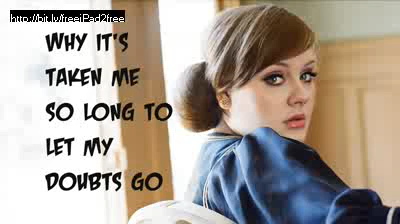 http://bit.ly/freeiPad2free
WHY IT'S
TAKEN ME
SO LONG TO
LET MY
DOUBTS GO